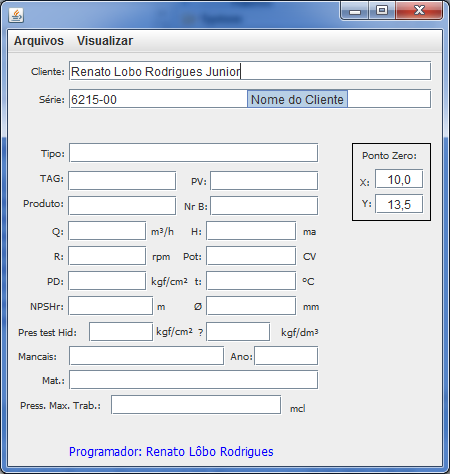 Arquivos Visualizar
Cliente: Renato Lobo Rodrigues Junior
Série: 6215-00 Nome do Cliente
Tipo: Ponto Zero:
TAG: PV: X: 10,0
Produto: Nr B: Y: 13,5
Q: m³/h H: ma
R: rpm Pot: CV
PD: kgf/cm² t: ºC
NPSHr: m Ø mm
Pres test Hid: kgf/cm² ? kgf/dm³
Mancais: Ano:
Mat.:
Press. Max. Trab.: mcl
Programador: Renato Lôbo Rodrigues